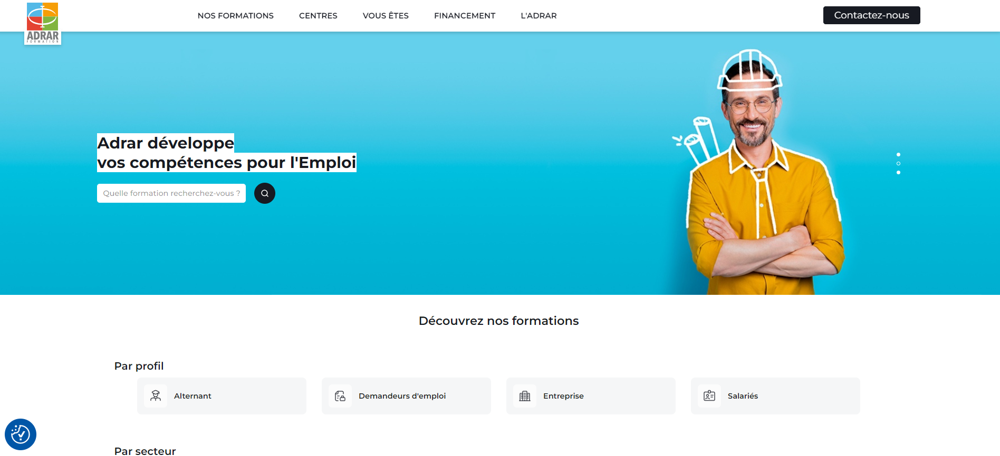 ADRAR
FORMATION
NOS FORMATIONS
CENTRES
VOUS ÊTES
FINANCEMENT
L'ADRAR
Contactez-nous
Adrar développe
vos compétences pour l'Emploi
Quelle formation recherchez-vous ?
Découvrez nos formations
Par profil
Alternant
Demandeurs d'emploi
Entreprise
Salariés
Par secteur